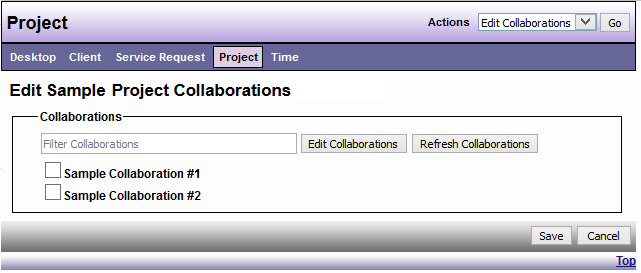 Project Actions Edit Collaborations Go
Desktop Client Service Request Project Time
Edit Sample Project Collaborations
Collaborations
Filter Collaborations Edit Collaborations Refresh Collaborations
Sample Collaboration #1
Sample Collaboration #2
Save Cancel
Top